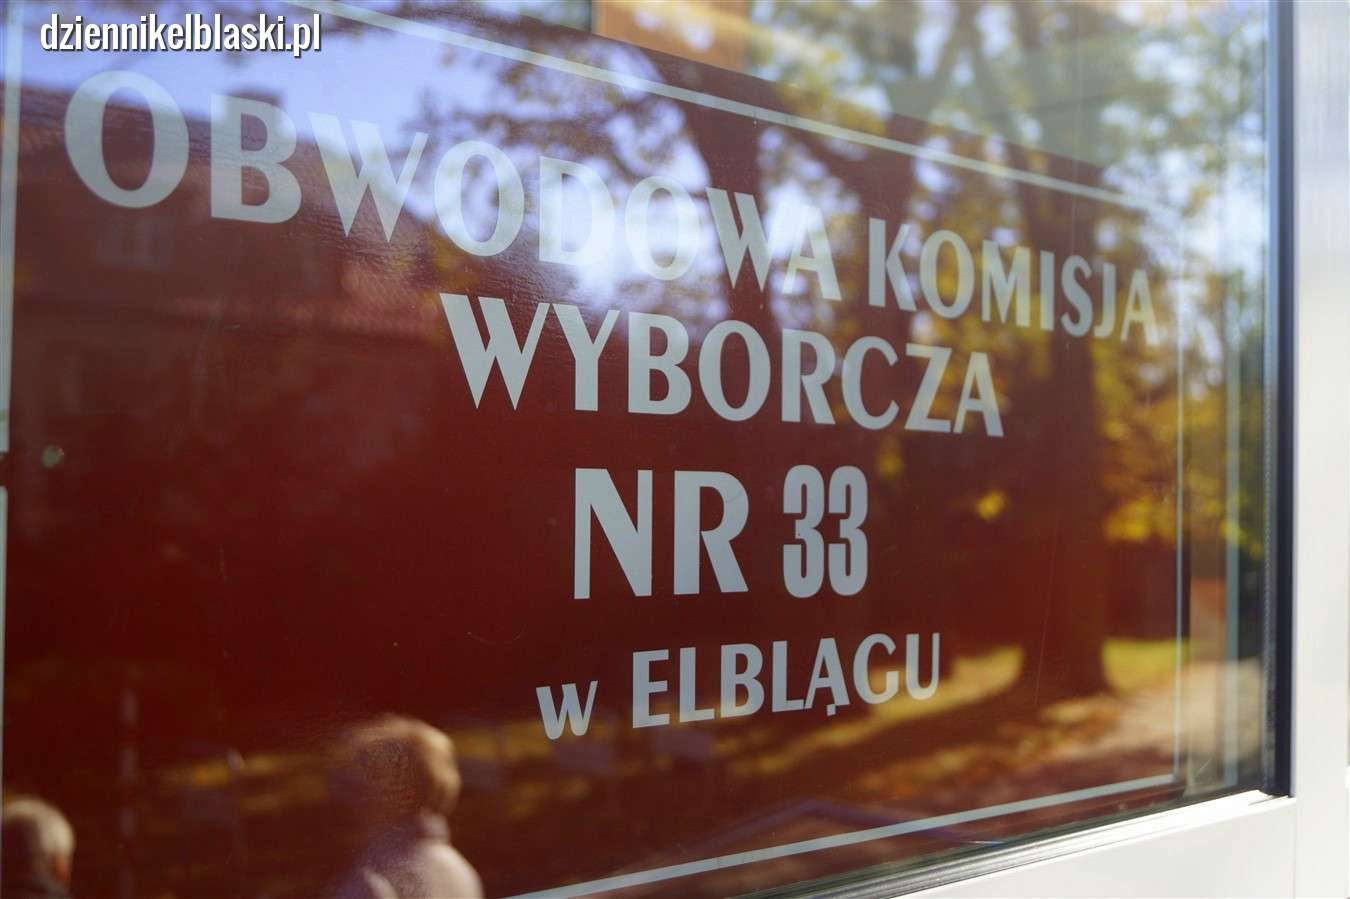 dziennikelblaski.pl
OBWODOWA KOMISJA
WYBORCZA
NR 33
w ELBLĄGU